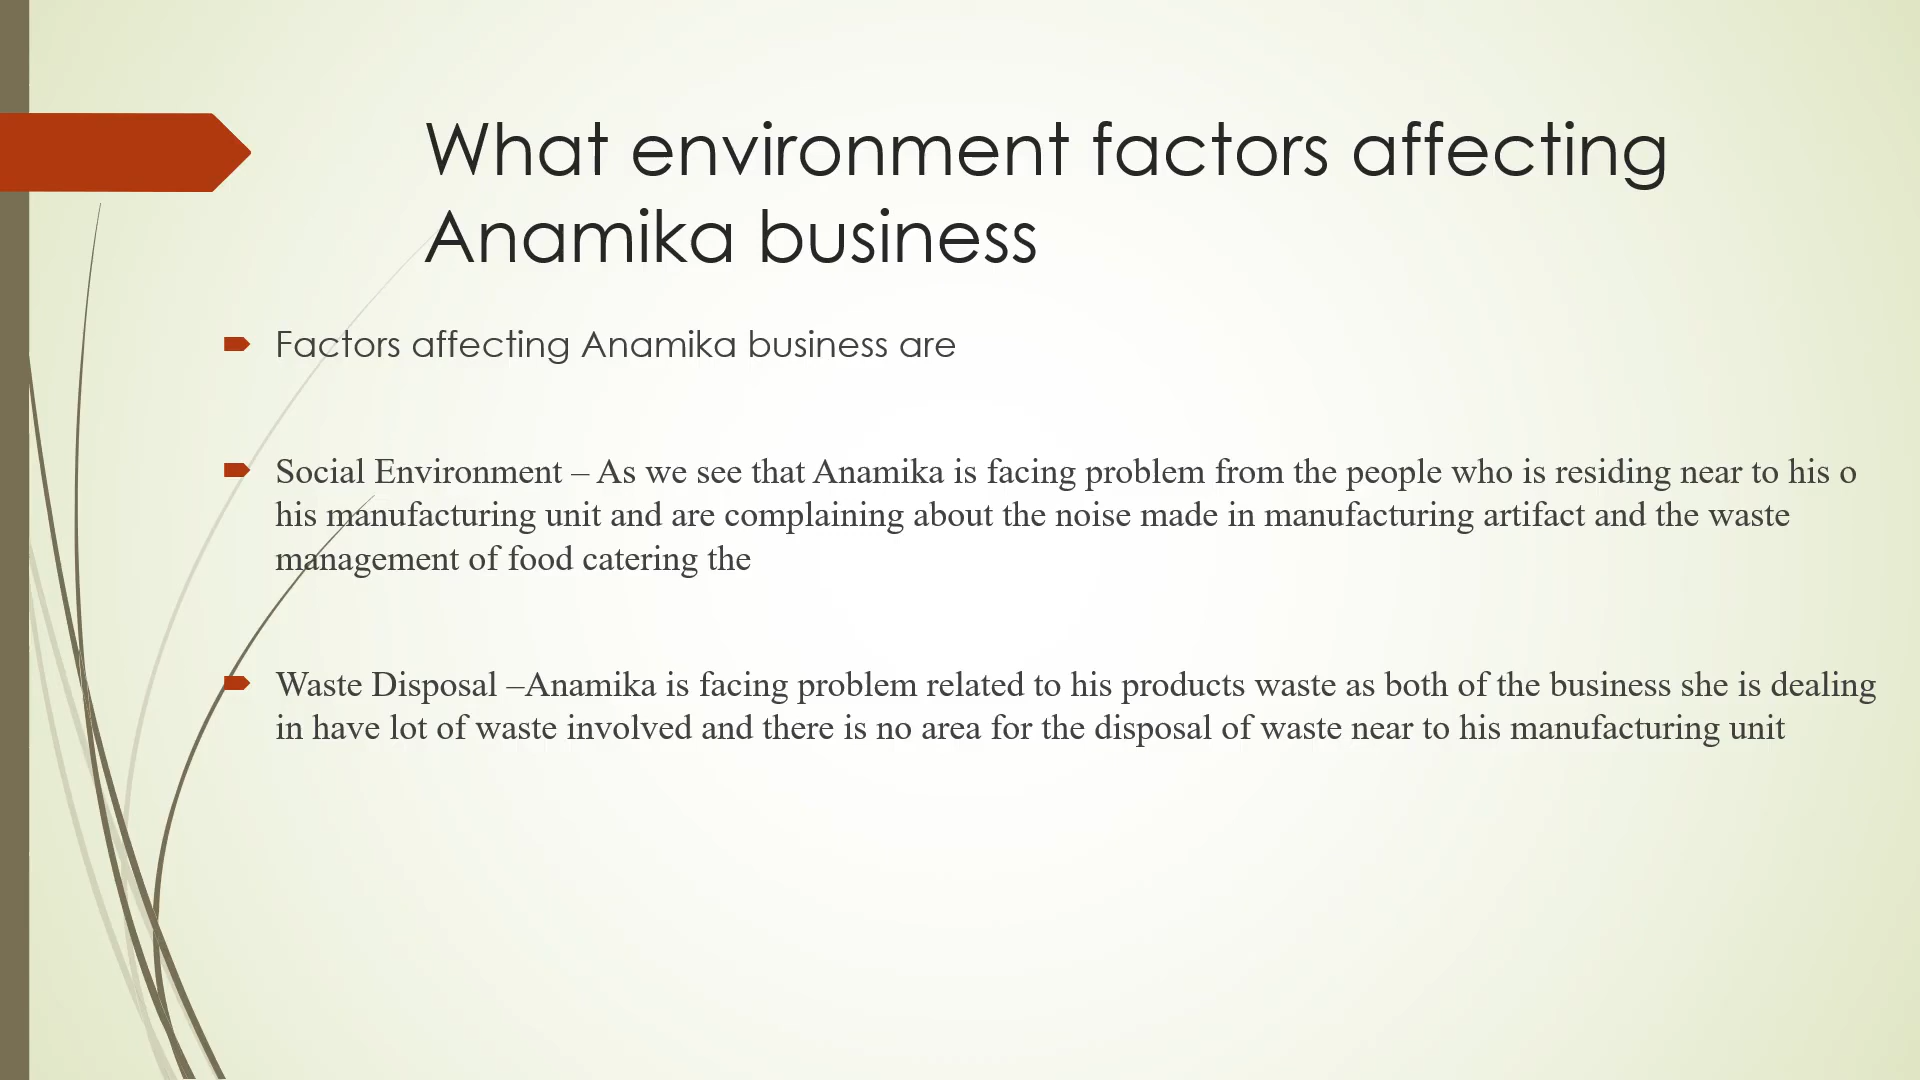 What environment factors affecting
Anamika business
Factors affecting Anamika business are
Social Environment – As we see that Anamika is facing problem from the people who is residing near to his o
his manufacturing unit and are complaining about the noise made in manufacturing artifact and the waste
management of food catering the
Waste Disposal –Anamika is facing problem related to his products waste as both of the business she is dealing
in have lot of waste involved and there is no area for the disposal of waste near to his manufacturing unit